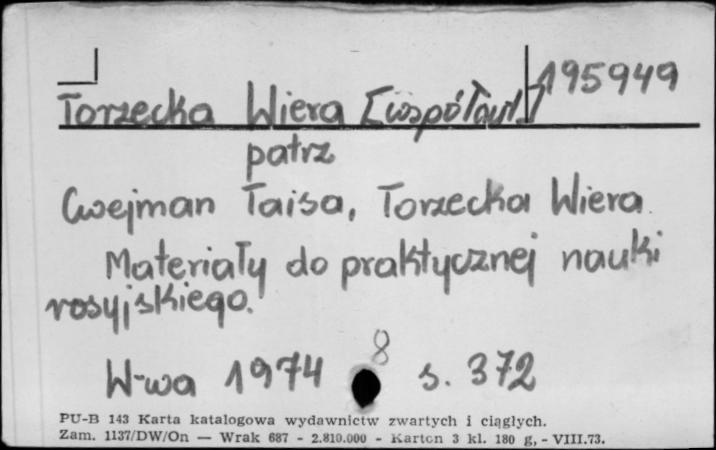 195949
Torzecka Wiera [współaut.]
patrz
Cwejman Taisa, Torzecka Wiera
Materiały do praktycznej nauki
rosyjskiego.
W-wa 1974 8 s. 372
PU-B 143 Karta katalogowa wydawnictw zwartych i ciągłych.
Zam. 1137/DW/On — Wrak 687 - 2.810.000 - Karton 3 kl. 180 g, - VIII.73.